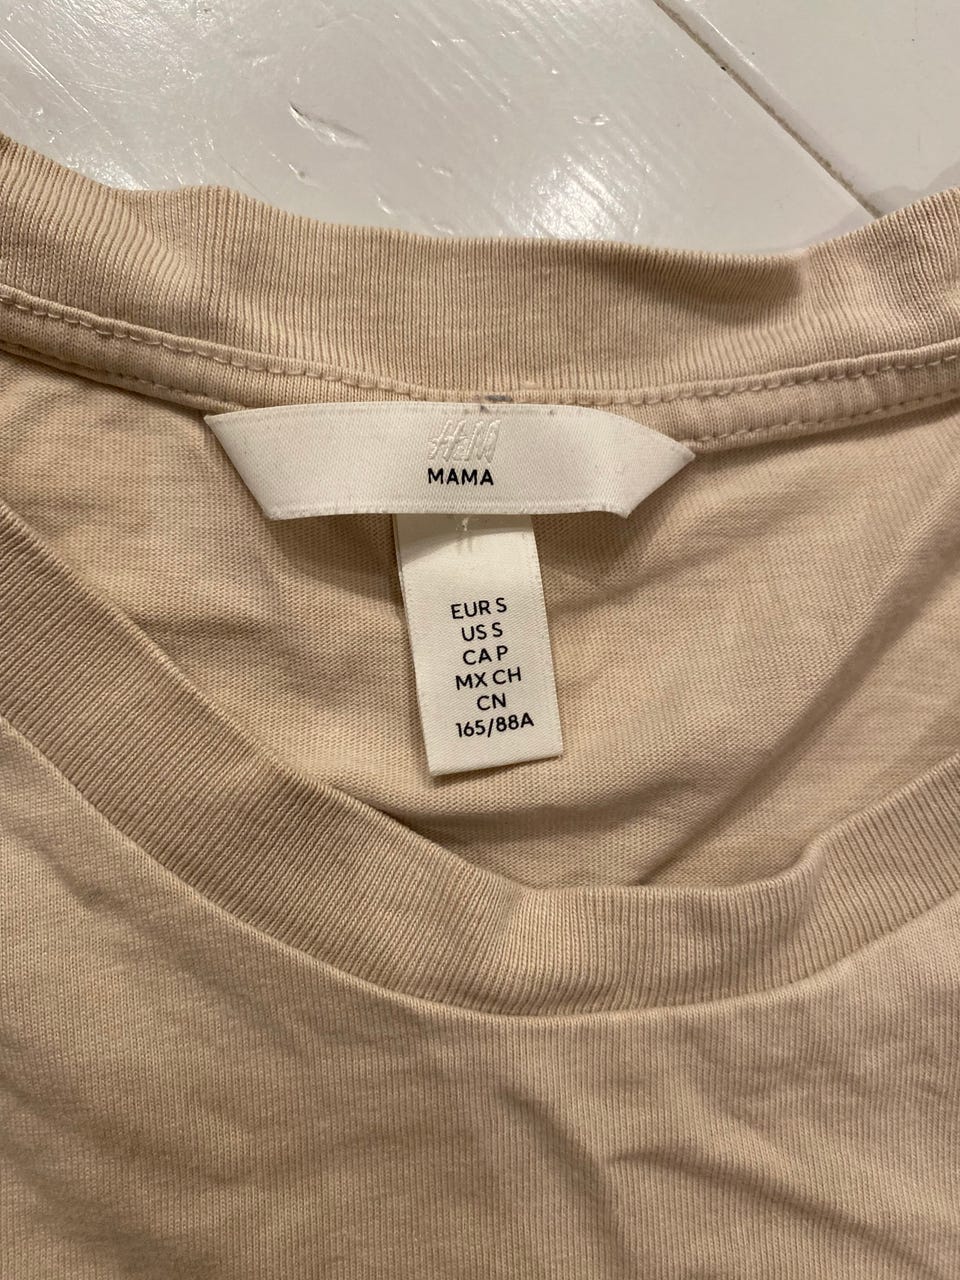 H&M
MAMA
EUR S
US S
CA P
MX CH
CN
165/88A